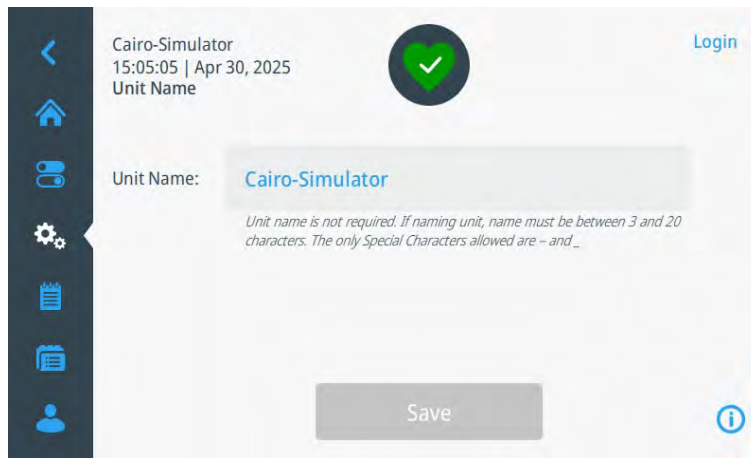 Cairo-Simulator
Login
15:05:05 | Apr 30, 2025
Unit Name
Unit Name:
Cairo-Simulator
Unit name is not required. If naming unit, name must be between 3 and 20
characters. The only Special Characters allowed are – and _
Save